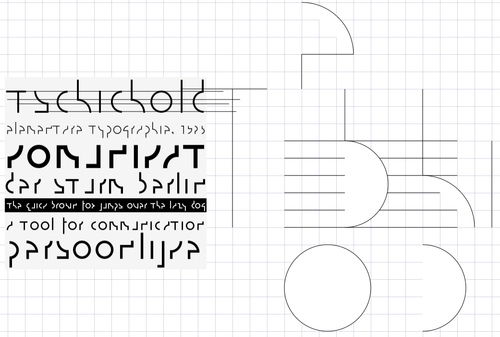 Tschichold
elementare typographie. 1925
der sturm berlin
the quick brown fox jumps over the lazy dog
tool for communication
persoonlijke